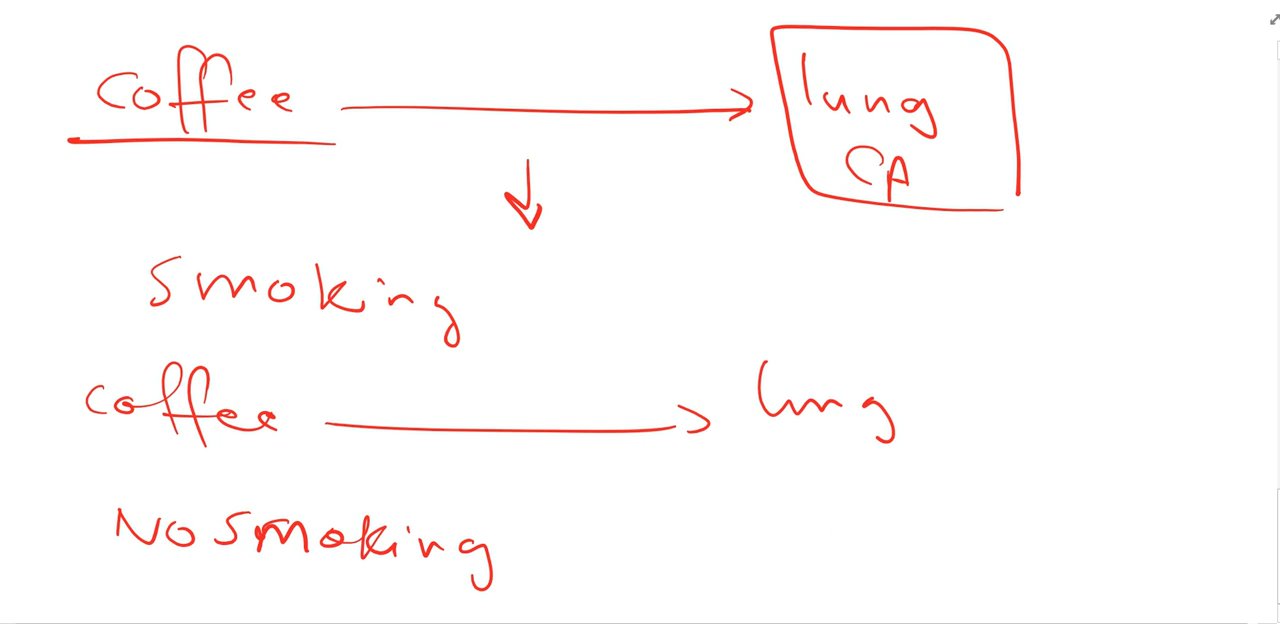 Coffee → lung
CA
↓
Smoking
coffee → lung
No smoking